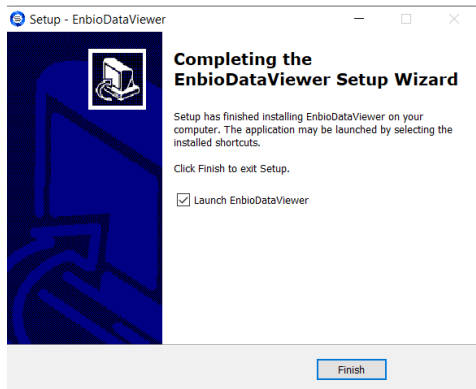 Setup - EnbioDataViewer
Completing the
EnbioDataViewer Setup Wizard
Setup has finished installing EnbioDataViewer on your
computer. The application may be launched by selecting the
installed shortcuts.
Click Finish to exit Setup.
Launch EnbioDataViewer
Finish